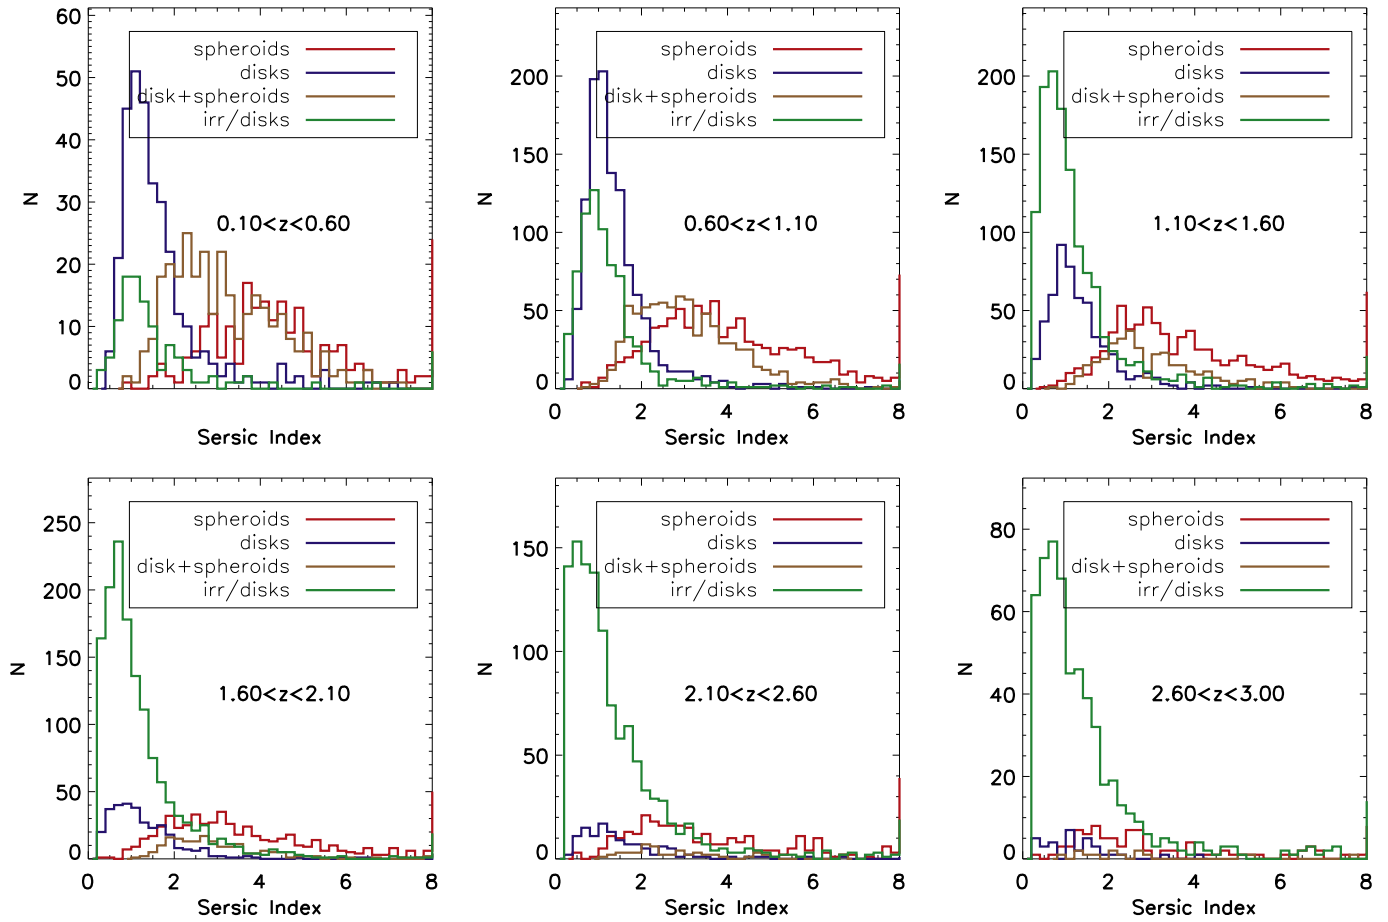 60
50
40
30
20
10
0
N
spheroids
disks
disk+spheroids
irr/disks
0.10<z<0.60
0 2 4 6 8
Sersic Index
200
150
100
50
0
N
spheroids
disks
disk+spheroids
irr/disks
0.60<z<1.10
0 2 4 6 8
Sersic Index
200
150
100
50
0
N
spheroids
disks
disk+spheroids
irr/disks
1.10<z<1.60
0 2 4 6 8
Sersic Index
250
200
150
100
50
0
N
spheroids
disks
disk+spheroids
irr/disks
1.60<z<2.10
0 2 4 6 8
Sersic Index
150
100
50
0
N
spheroids
disks
disk+spheroids
irr/disks
2.10<z<2.60
0 2 4 6 8
Sersic Index
80
60
40
20
0
N
spheroids
disks
disk+spheroids
irr/disks
2.60<z<3.00
0 2 4 6 8
Sersic Index